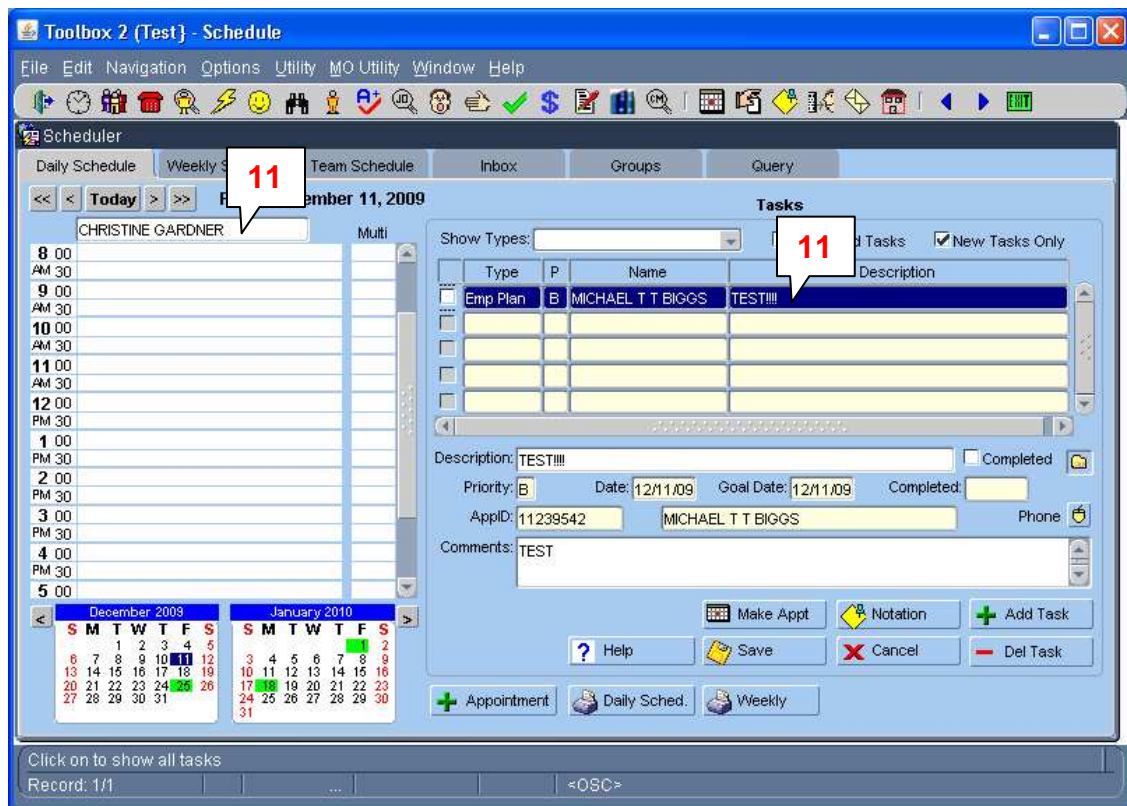 Toolbox 2 (Test} - Schedule
File Edit Navigation Options Utility MO Utility Window Help
EXIT
Scheduler
Daily Schedule Weekly S Team Schedule Inbox Groups Query
11
<< < Today > >> F ember 11, 2009
Tasks
CHRISTINE GARDNER Multi
Show Types: 11 d Tasks New Tasks Only
Type P Name Description
Emp Plan B MICHAEL T T BIGGS TEST!!!!
8 00
AM 30
9 00
AM 30
10 00
AM 30
11 00
AM 30
12 00
PM 30
1 00
PM 30
2 00
PM 30
3 00
PM 30
4 00
PM 30
5 00
Description: TEST!!!! Completed
Priority: B Date: 12/11/09 Goal Date: 12/11/09 Completed:
AppID: 11239542 MICHAEL T T BIGGS Phone
Comments: TEST
Make Appt Notation Add Task
? Help Save Cancel Del Task
Appointment Daily Sched. Weekly
< December 2009
S M T W T F S
1 2 3 4 5
6 7 8 9 10 11 12
13 14 15 16 17 18 19
20 21 22 23 24 25 26
27 28 29 30 31
January 2010 >
S M T W T F S
1 2
3 4 5 6 7 8 9
10 11 12 13 14 15 16
17 18 19 20 21 22 23
24 25 26 27 28 29 30
31
Click on to show all tasks
Record: 1/1 ... <OSC>